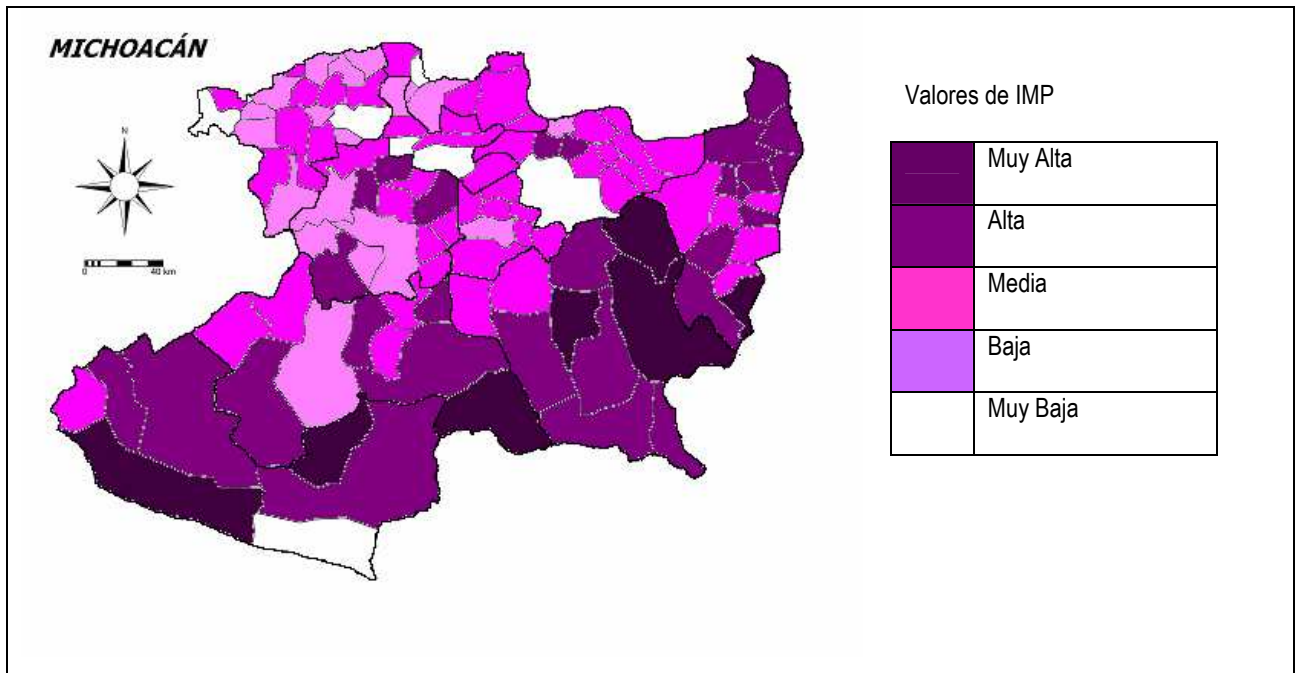 MICHOACÁN
N
0 40 km
Valores de IMP
Muy Alta
Alta
Media
Baja
Muy Baja